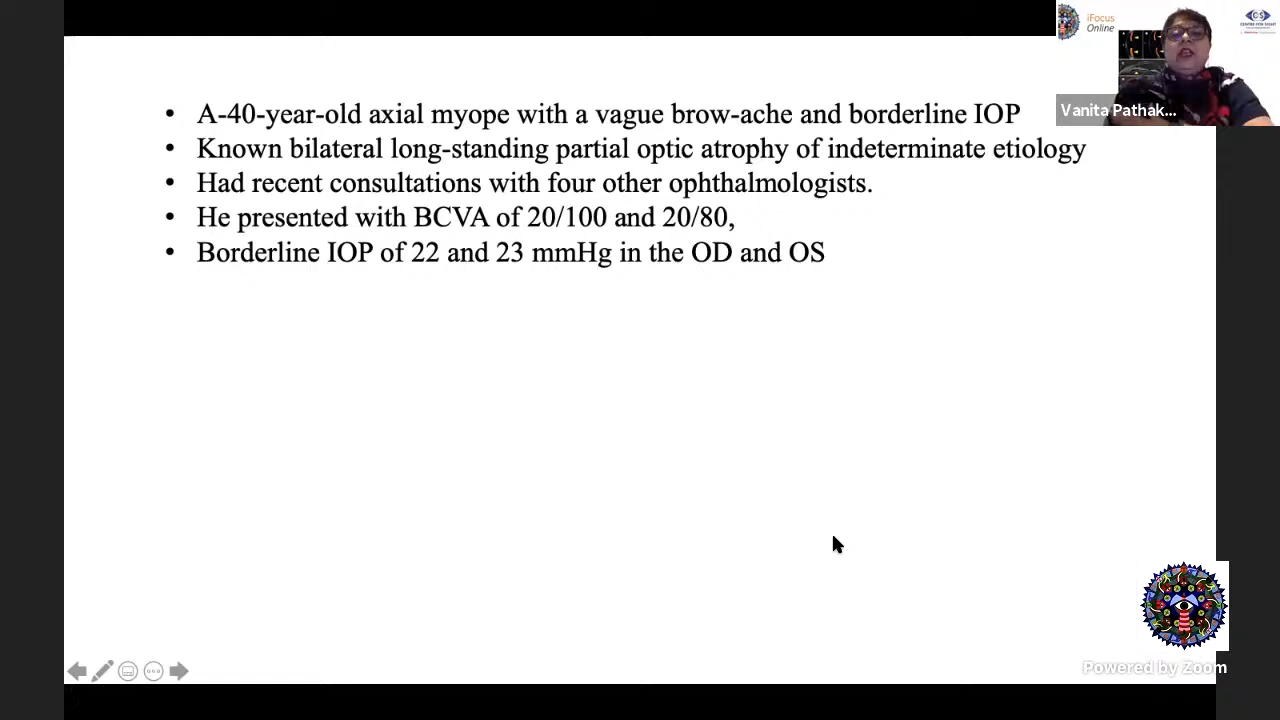 iFocus
Online
Vanita Pathak...
• A-40-year-old axial myope with a vague brow-ache and borderline IOP
• Known bilateral long-standing partial optic atrophy of indeterminate etiology
• Had recent consultations with four other ophthalmologists.
• He presented with BCVA of 20/100 and 20/80,
• Borderline IOP of 22 and 23 mmHg in the OD and OS
Powered by Zoom